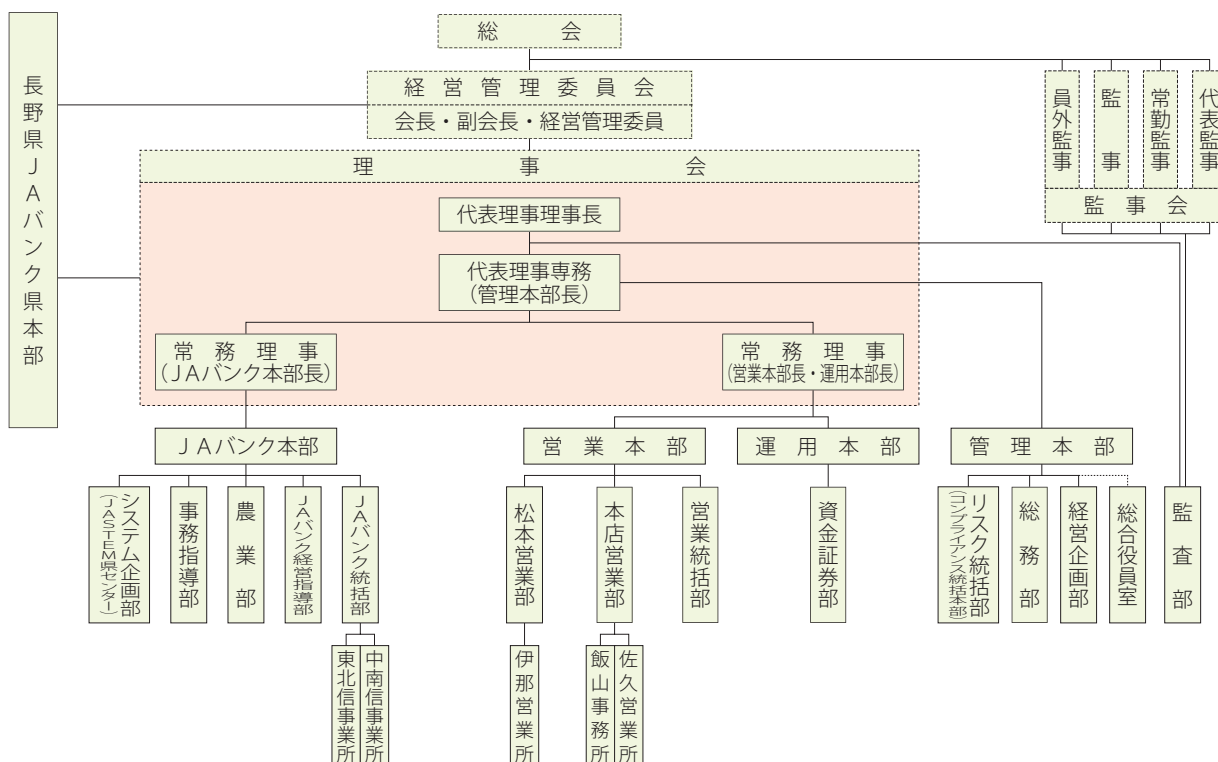 総会
経営管理委員会
会長・副会長・経営管理委員
理事会
長野県JAバンク県本部
員外監事
監事
常勤監事
代表監事
監事会
代表理事理事長
代表理事専務
(管理本部長)
常務理事
(JAバンク本部長)
常務理事
(営業本部長・運用本部長)
JAバンク本部
営業本部
運用本部
管理本部
システム企画部
(JASTEM県センター)
事務指導部
農業部
JAバンク経営指導部
JAバンク統括部
松本営業部
本店営業部
営業統括部
資金証券部
リスク統括部
(コンプライアンス統括本部)
総務部
経営企画部
総合役員室
監査部
東北信事業所
中南信事業所
伊那営業所
飯山事務所
佐久営業所